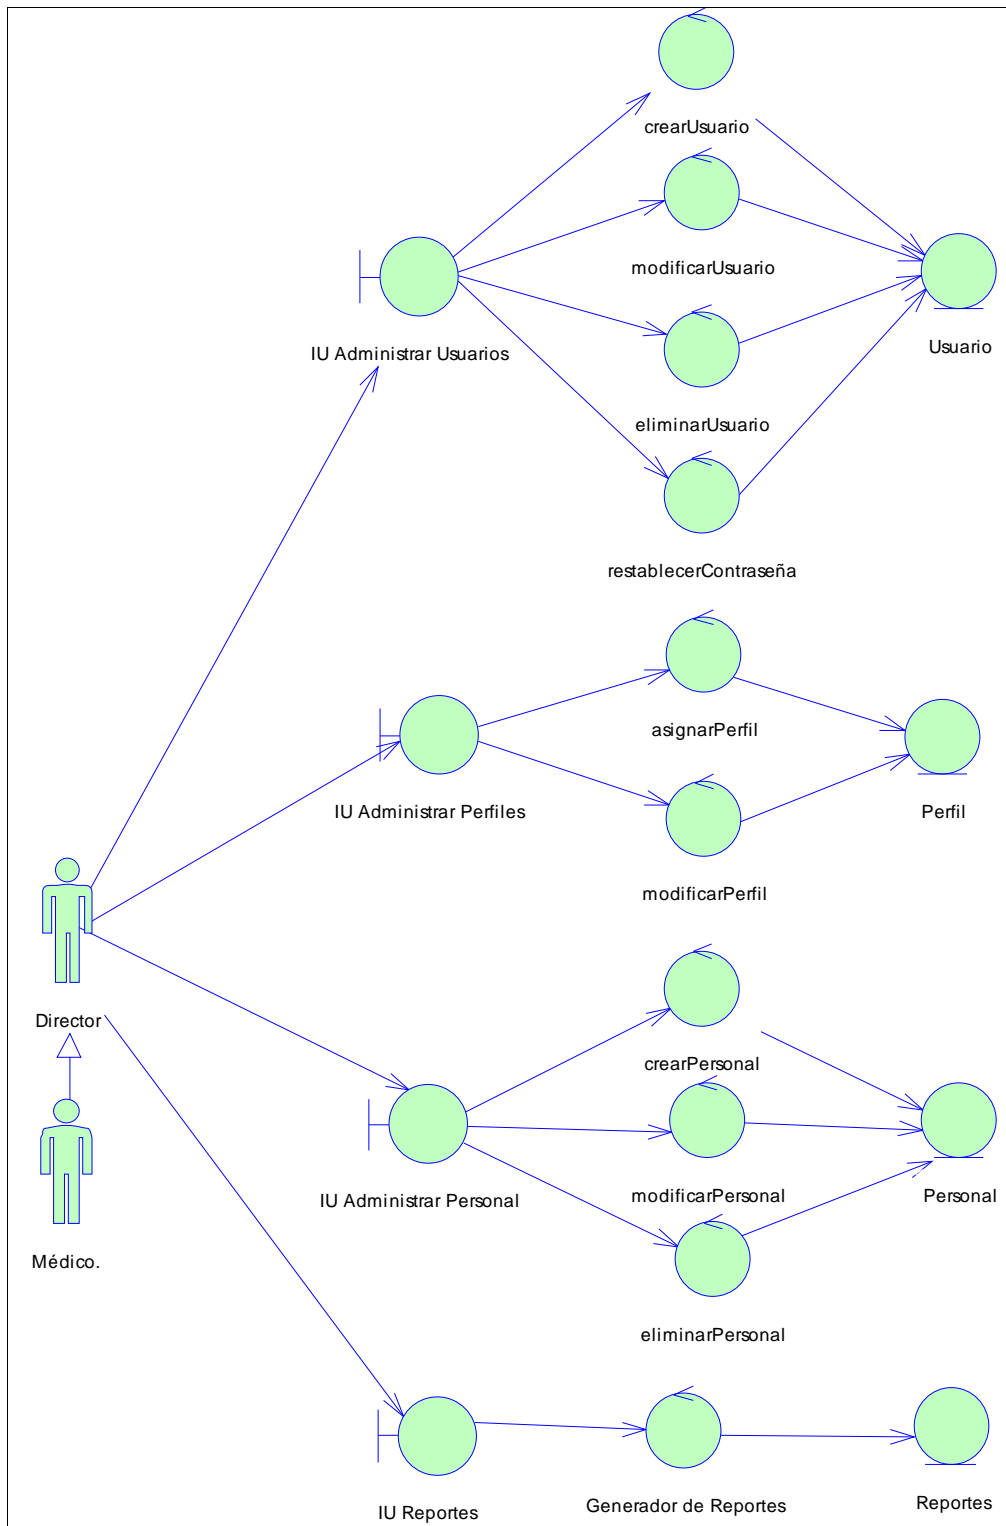 crearUsuario
modificarUsuario
IU Administrar Usuarios
Usuario
eliminarUsuario
restablecerContraseña
asignarPerfil
IU Administrar Perfiles
Perfil
modificarPerfil
Director
crearPersonal
IU Administrar Personal
modificarPersonal
Personal
Médico.
eliminarPersonal
IU Reportes
Generador de Reportes
Reportes